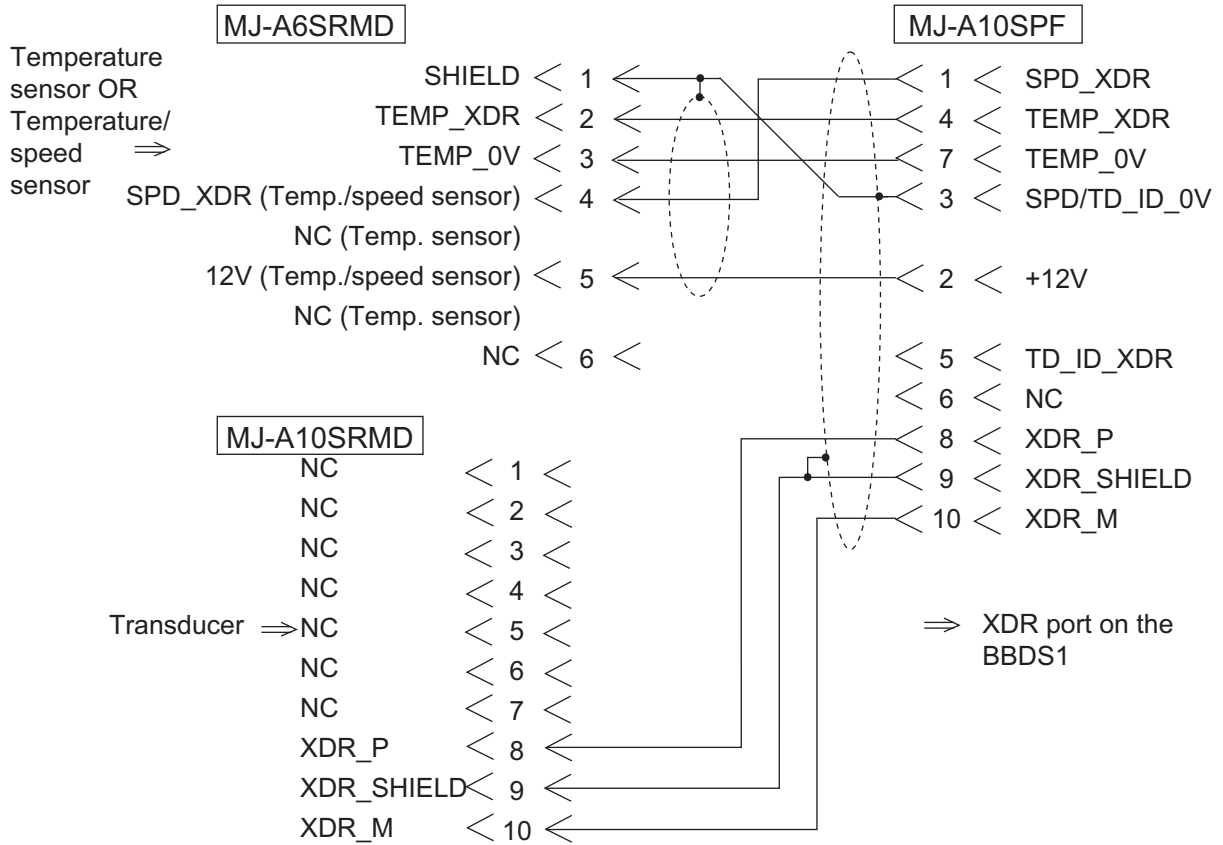 MJ-A6SRMD
MJ-A10SPF
Temperature
sensor OR
Temperature/
speed
sensor
SHIELD 1
TEMP_XDR 2
TEMP_0V 3
SPD_XDR (Temp./speed sensor) 4
NC (Temp. sensor)
12V (Temp./speed sensor) 5
NC (Temp. sensor)
NC 6
1 SPD_XDR
4 TEMP_XDR
7 TEMP_0V
3 SPD/TD_ID_0V
2 +12V
5 TD_ID_XDR
6 NC
8 XDR_P
9 XDR_SHIELD
10 XDR_M
MJ-A10SRMD
NC 1
NC 2
NC 3
NC 4
Transducer
NC 5
NC 6
NC 7
XDR_P 8
XDR_SHIELD 9
XDR_M 10
XDR port on the
BBDS1